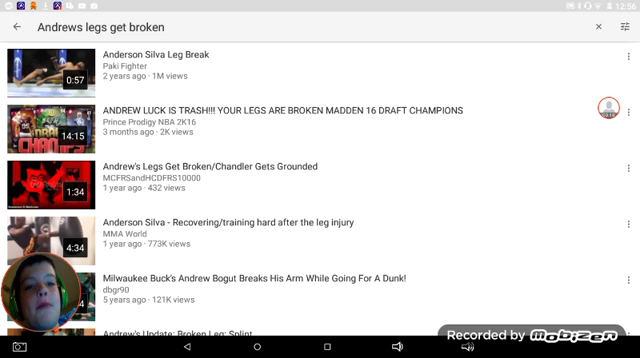 12:56
Andrews legs get broken
Anderson Silva Leg Break
Paki Fighter
2 years ago · 1M views
0:57
ANDREW LUCK IS TRASH!!! YOUR LEGS ARE BROKEN MADDEN 16 DRAFT CHAMPIONS
Prince Prodigy NBA 2K16
3 months ago · 2K views
14:15
Andrew's Legs Get Broken/Chandler Gets Grounded
MCFRSandHCDFRS10000
1 year ago · 432 views
1:34
Anderson Silva - Recovering/training hard after the leg injury
MMA World
1 year ago · 773K views
4:34
Milwaukee Buck's Andrew Bogut Breaks His Arm While Going For A Dunk!
dbgr90
5 years ago · 121K views
Andrew's Update: Broken Leg: Splint
Recorded by Mobizen